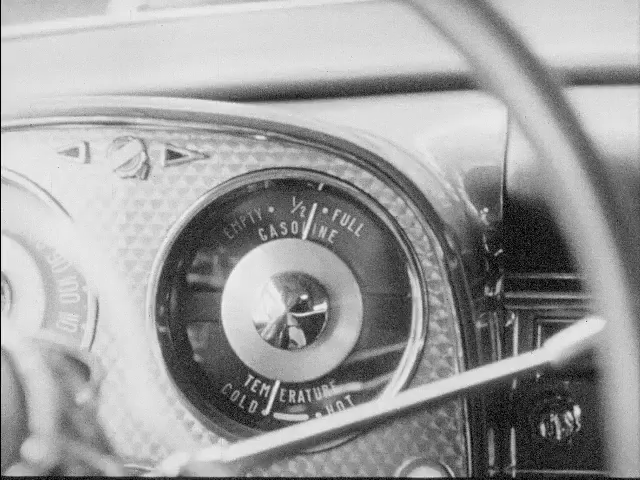 EMPTY • ½ • FULL
GASOLINE
TEMPERATURE
COLD • HOT